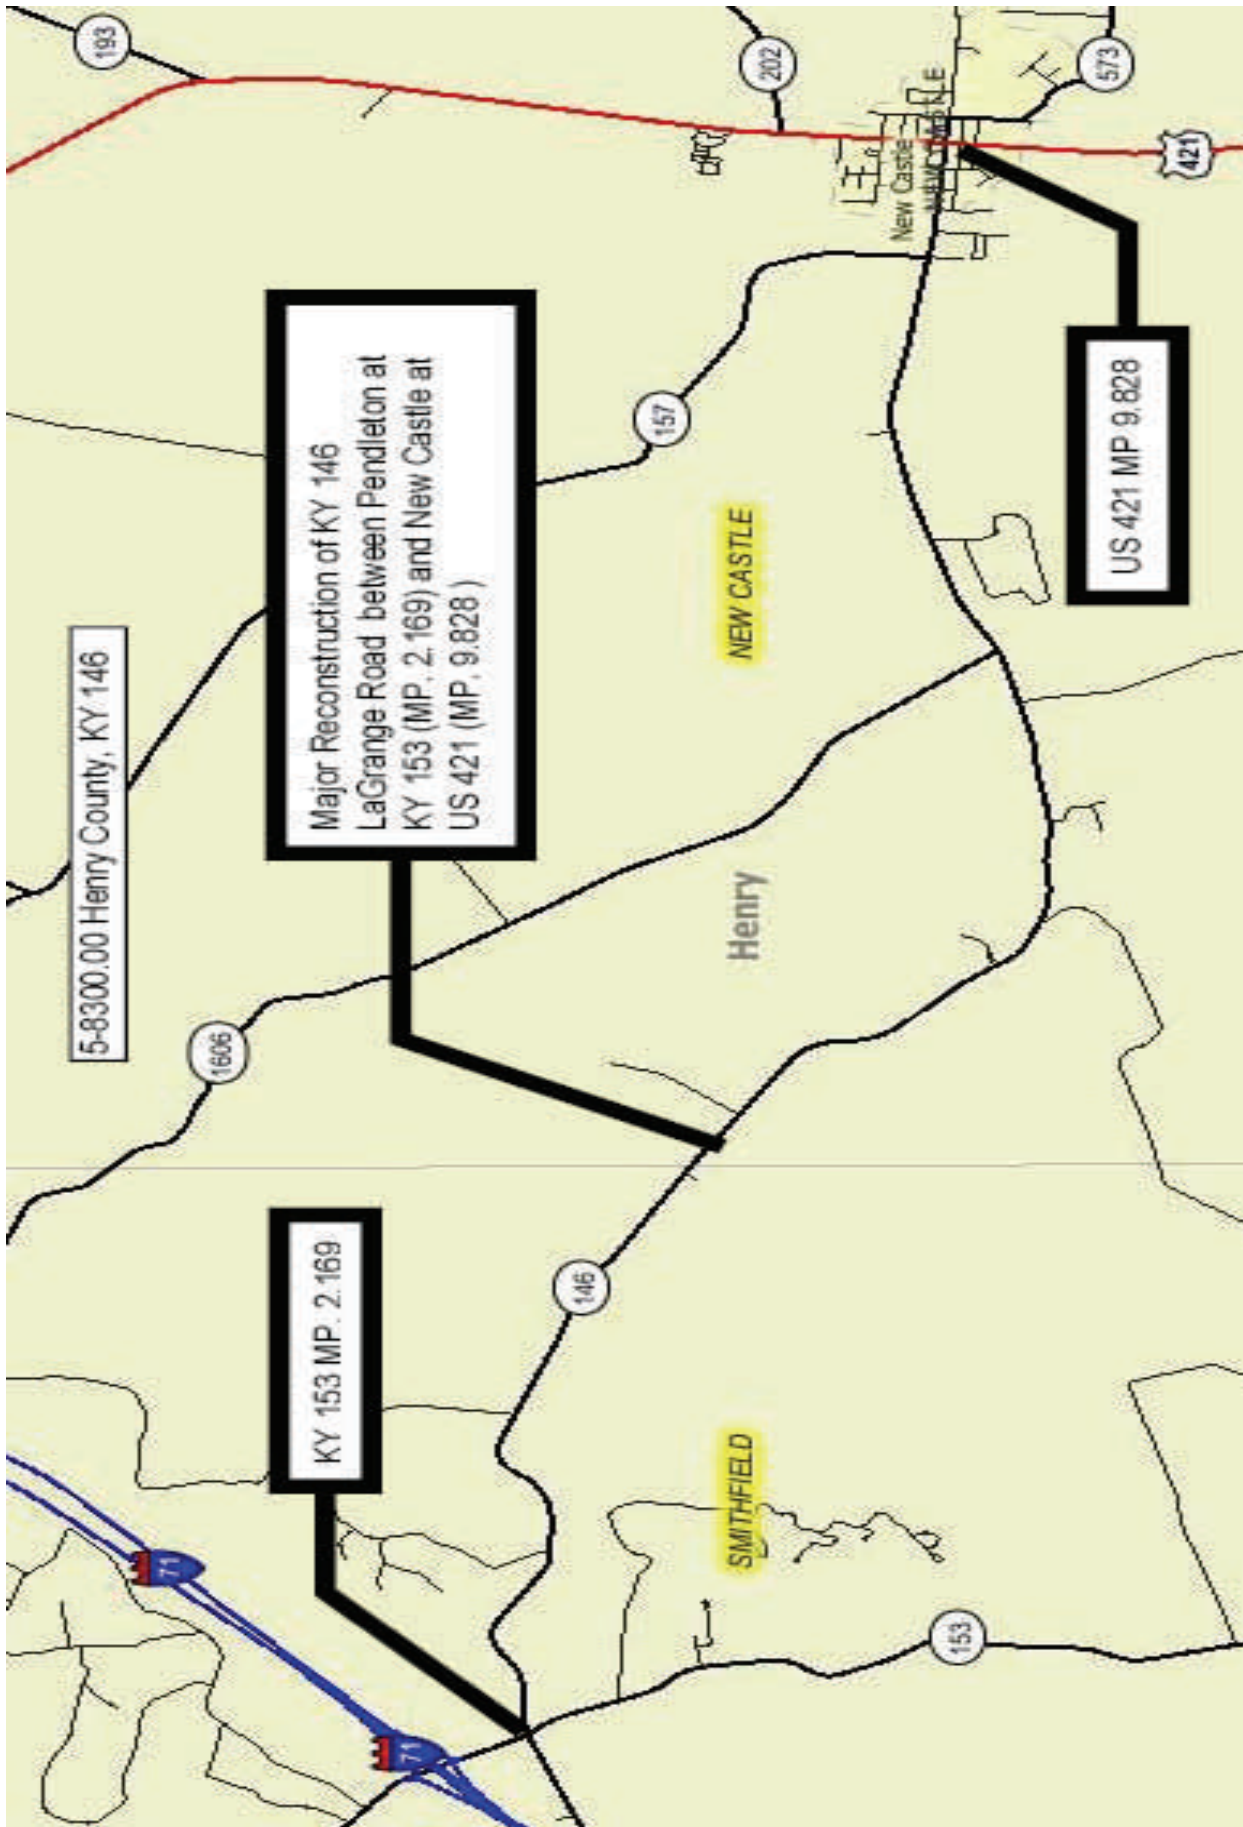 5-8300.00 Henry County, KY 146
193
71
1606
KY 153 MP. 2.169
Major Reconstruction of KY 146
LaGrange Road between Pendleton at
KY 153 (MP. 2.169) and New Castle at
US 421 (MP. 9.828 )
71
146
157
SMITHFIELD
Henry
NEW CASTLE
202
New Castle
NEW CASTLE
153
573
US 421 MP 9.828
421